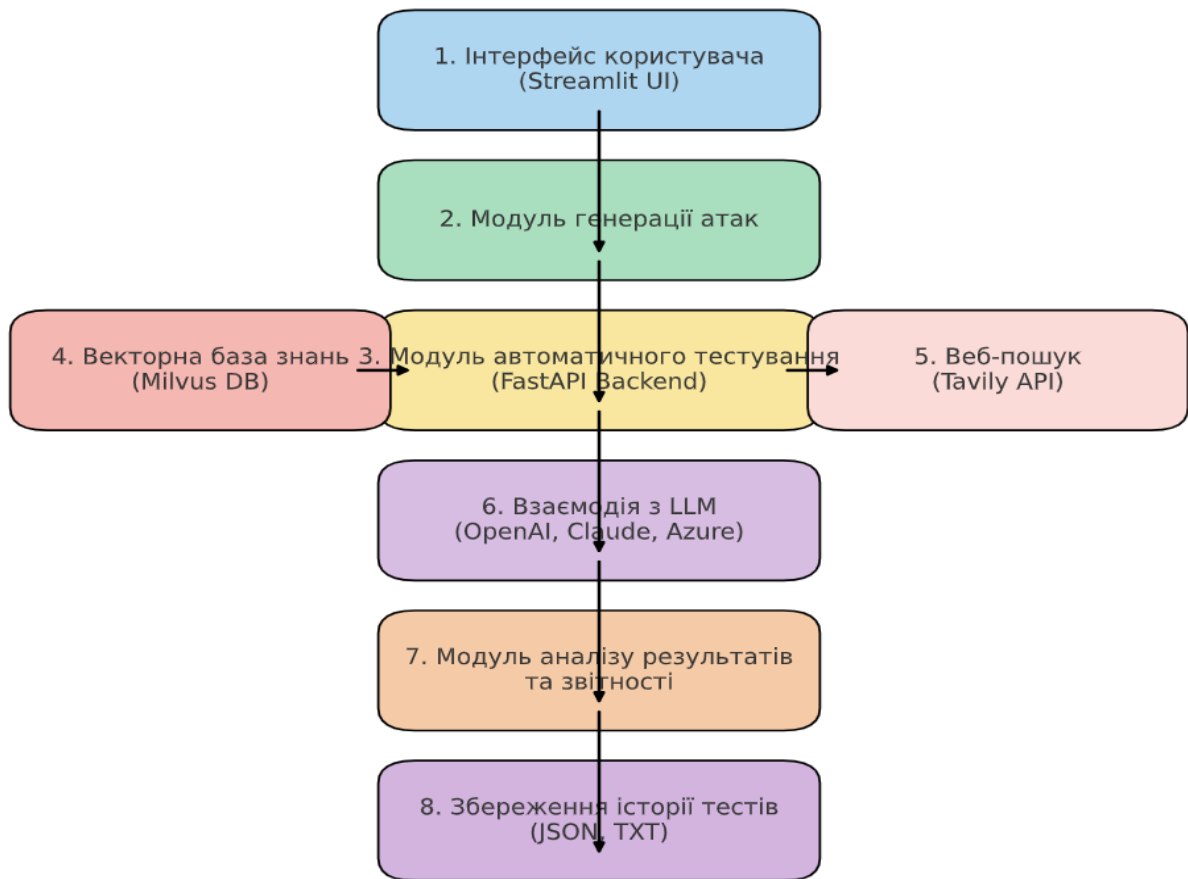 1. Інтерфейс користувача
(Streamlit UI)
2. Модуль генерації атак
4. Векторна база знань
(Milvus DB)
3. Модуль автоматичного тестування
(FastAPI Backend)
5. Веб-пошук
(Tavily API)
6. Взаємодія з LLM
(OpenAI, Claude, Azure)
7. Модуль аналізу результатів
та звітності
8. Збереження історії тестів
(JSON, TXT)